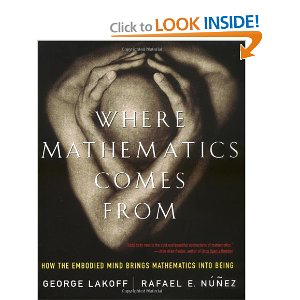 Click to LOOK INSIDE!
WHERE
MATHEMATICS
COMES
FROM
HOW THE EMBODIED MIND BRINGS MATHEMATICS INTO BEING
GEORGE LAKOFF RAFAEL E. NÚÑEZ